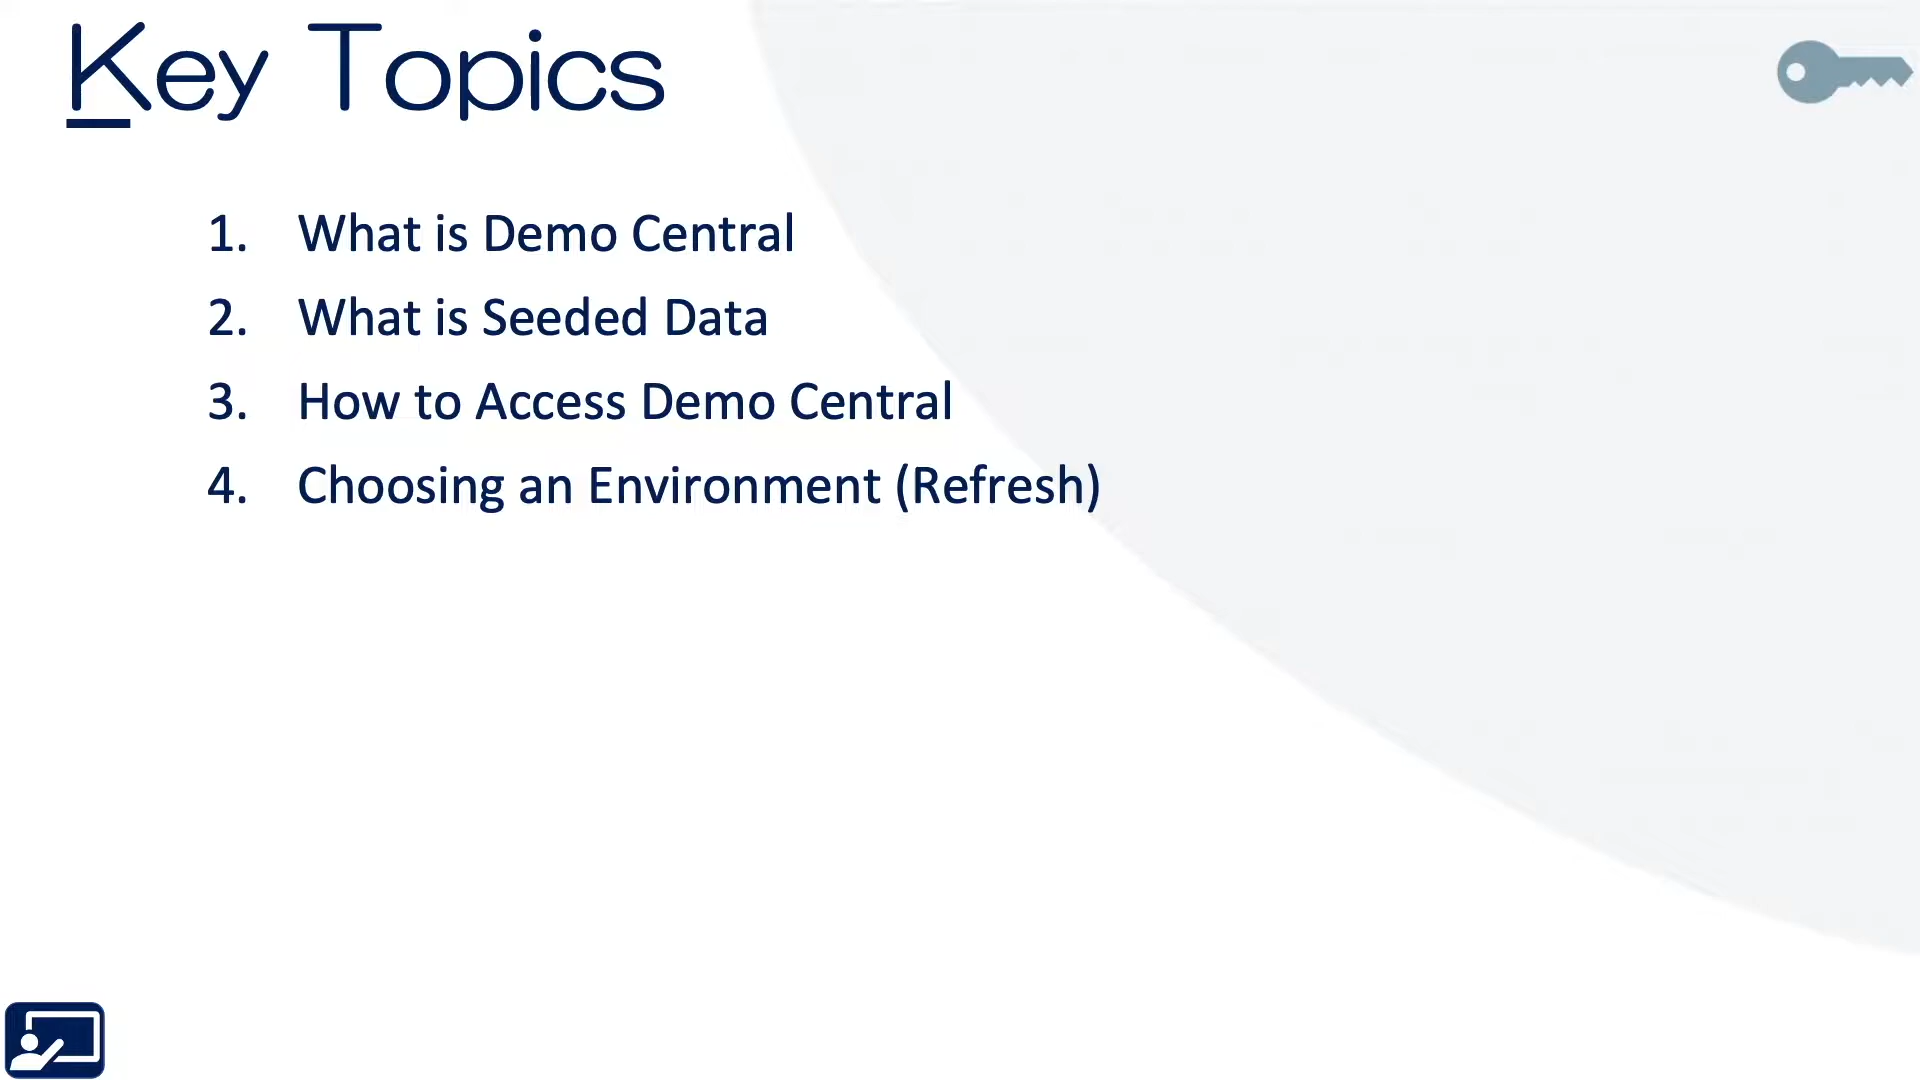 Key Topics
1. What is Demo Central
2. What is Seeded Data
3. How to Access Demo Central
4. Choosing an Environment (Refresh)